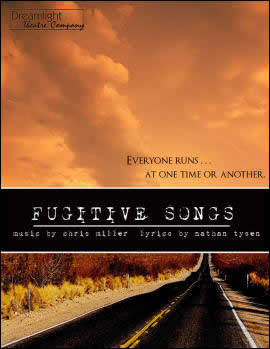 Dreamlight
Theatre Company
EVERYONE RUNS . . .
AT ONE TIME OR ANOTHER.
FUGITIVE SONGS
music by chris miller lyrics by nathan tysen